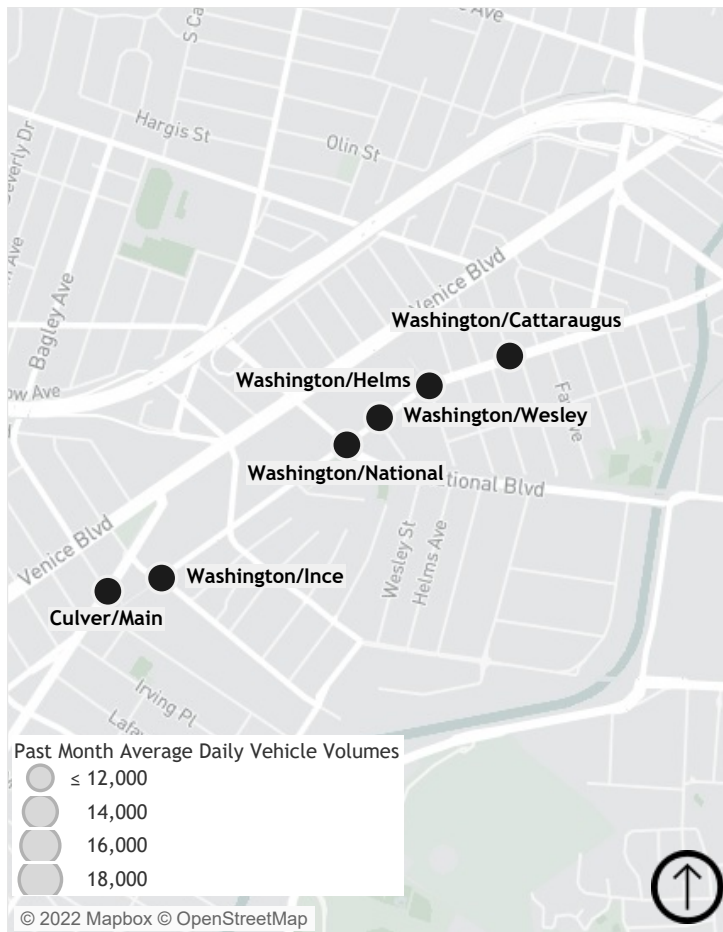 Ave
S Ca
Hargis St
Olin St
Beverly Dr
Ave
Bagley Ave
Venice Blvd
Washington/Cattaraugus
Washington/Helms
ow Ave
Washington/Wesley
Washington/National
tional Blvd
Wesley St
Helms Ave
Venice Blvd
Washington/Ince
Culver/Main
Irving Pl
Lafa
Past Month Average Daily Vehicle Volumes
≤ 12,000
14,000
16,000
18,000
© 2022 Mapbox © OpenStreetMap